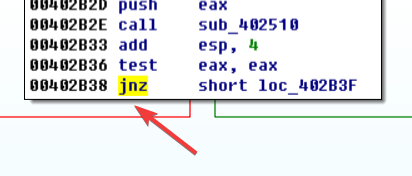 00402B2D push eax
00402B2E call sub_402510
00402B33 add esp, 4
00402B36 test eax, eax
00402B38 jnz short loc_402B3F